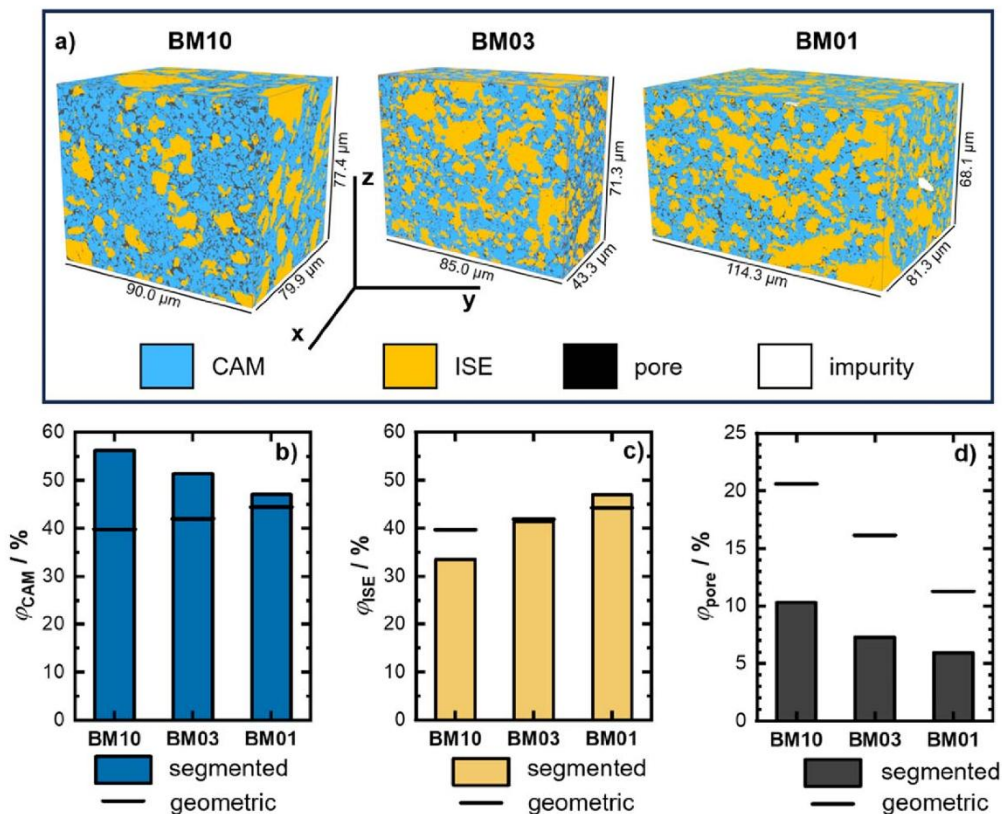 a)
BM10
BM03
BM01
77.4 µm
79.9 µm
90.0 µm
z
y
x
71.3 µm
43.3 µm
85.0 µm
68.1 µm
81.3 µm
114.3 µm
CAM
ISE
pore
impurity
b)
φCAM / %
60
50
40
30
20
10
0
BM10 BM03 BM01
segmented
geometric
c)
φISE / %
60
50
40
30
20
10
0
BM10 BM03 BM01
segmented
geometric
d)
φpore / %
25
20
15
10
5
0
BM10 BM03 BM01
segmented
geometric